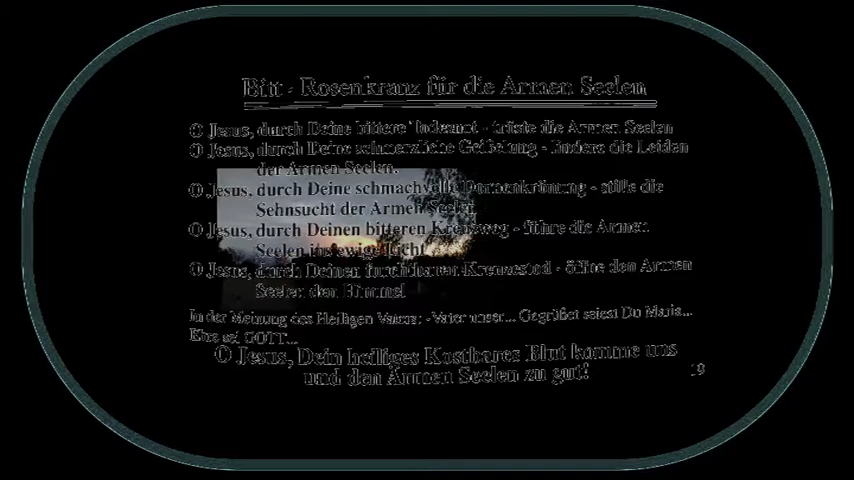 Bitt - Rosenkranz für die Armen Seelen
O Jesus, durch Deine bittere Todesnot - tröste die Armen Seelen
O Jesus, durch Deine schmerzliche Geißelung - lindere die Leiden
der Armen Seelen.
O Jesus, durch Deine schmachvolle Dornenkrönung - stille die
Sehnsucht der Armen Seelen
O Jesus, durch Deinen bitteren Kreuzweg - führe die Armen
Seelen ins ewige Licht
O Jesus, durch Deinen furchtbaren Kreuzestod - öffne den Armen
Seelen den Himmel
In der Meinung des Heiligen Vaters: -Vater unser... Gegrüßet seiest Du Maria...
Ehre sei GOTT...
O Jesus, Dein heiliges Kostbares Blut komme uns
und den Armen Seelen zu gut!
19